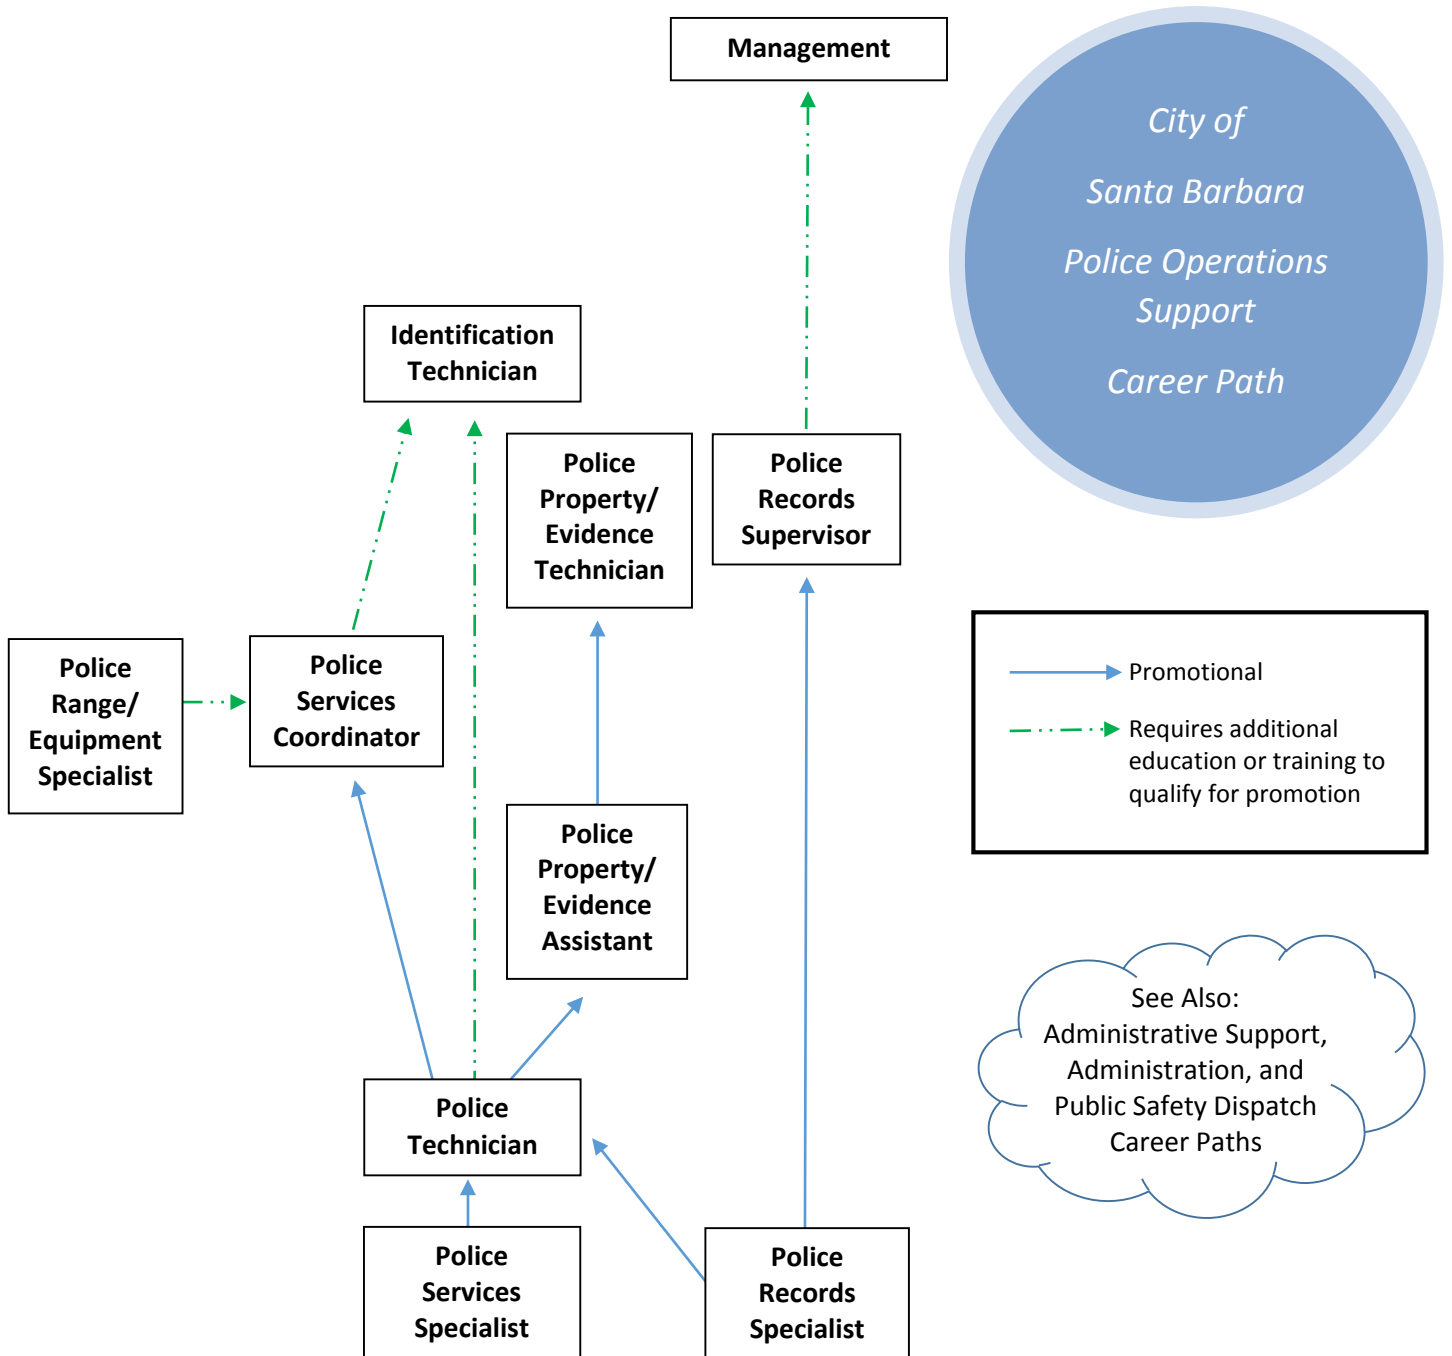 Management
City of
Santa Barbara
Police Operations
Support
Career Path
Identification
Technician
Police
Property/
Evidence
Technician
Police
Records
Supervisor
Police
Range/
Equipment
Specialist
Police
Services
Coordinator
Promotional
Requires additional
education or training to
qualify for promotion
Police
Property/
Evidence
Assistant
See Also:
Administrative Support,
Administration, and
Public Safety Dispatch
Career Paths
Police
Technician
Police
Services
Specialist
Police
Records
Specialist